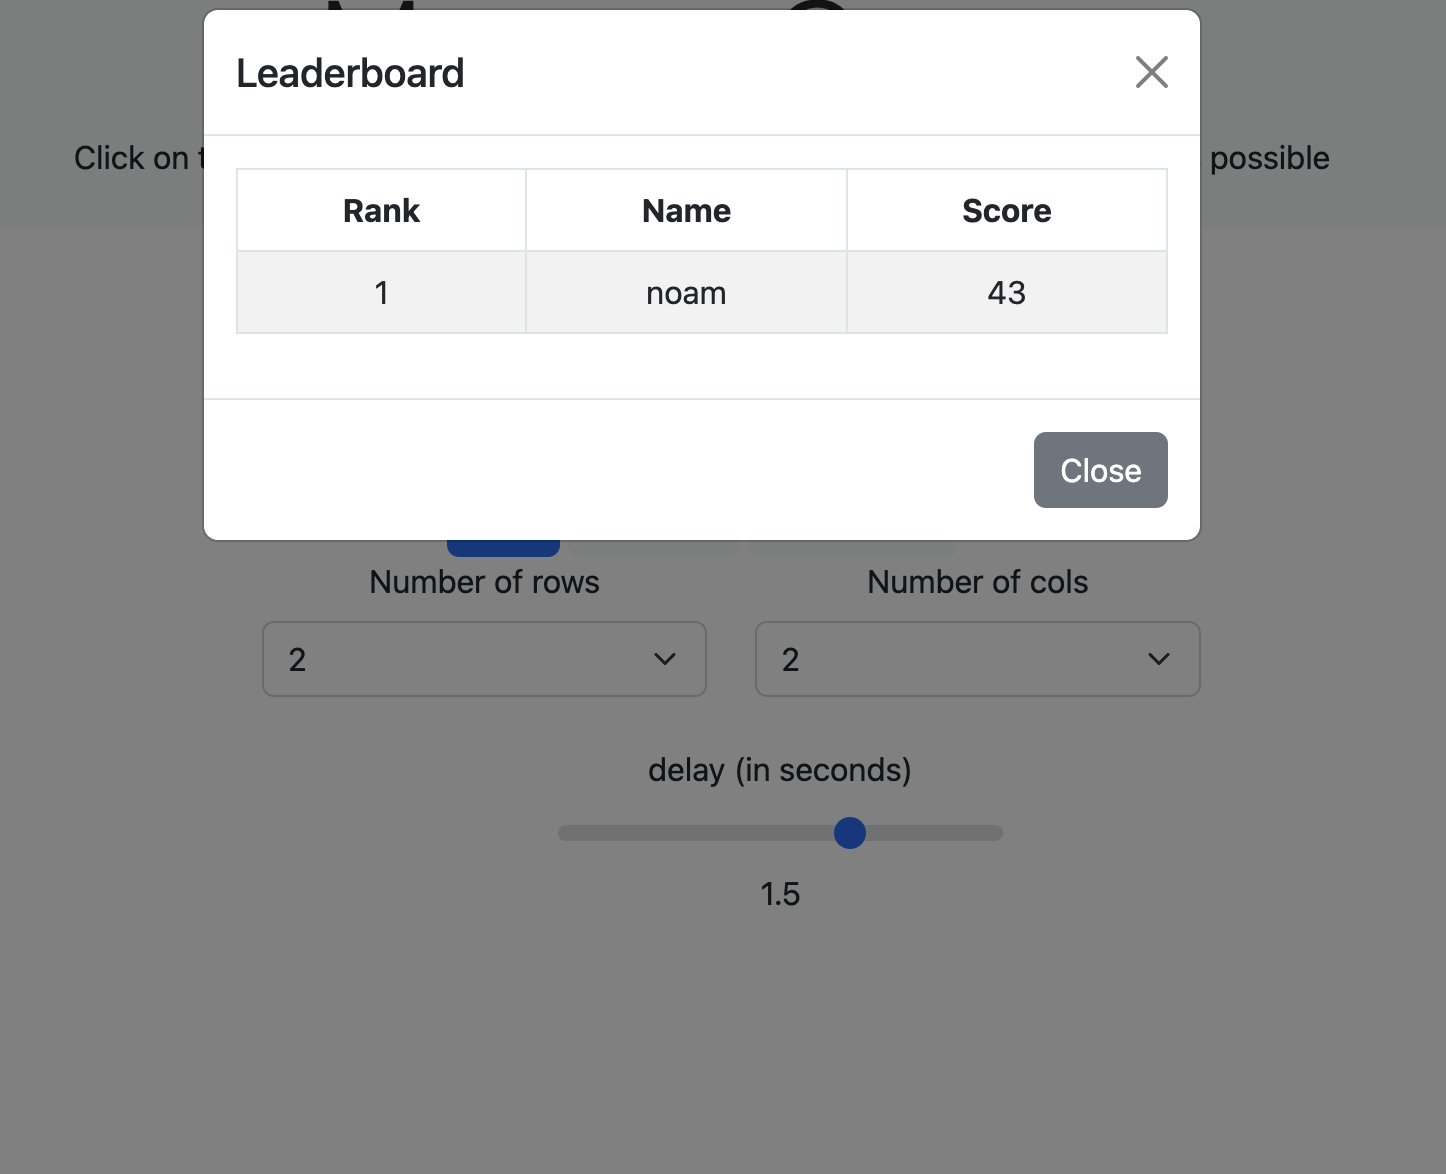 Leaderboard
Click on
possible
Rank Name Score
1 noam 43
Close
Number of rows Number of cols
2 2
delay (in seconds)
1.5